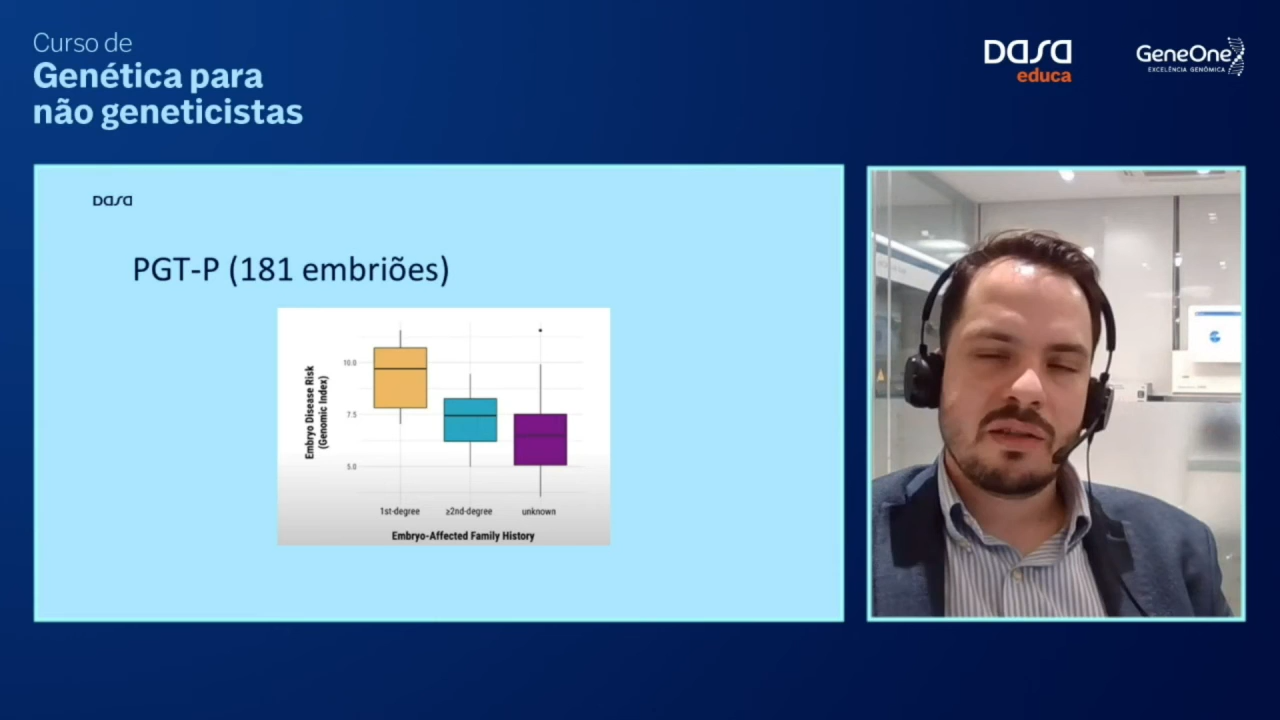 Curso de
Genética para
não geneticistas
Dasa
educa
GeneOne
EXCELÊNCIA GENÔMICA
Dasa
PGT-P (181 embriões)
Embryo Disease Risk
(Genomic Index)
10.0
7.5
5.0
1st-degree
≥2nd-degree
unknown
Embryo-Affected Family History